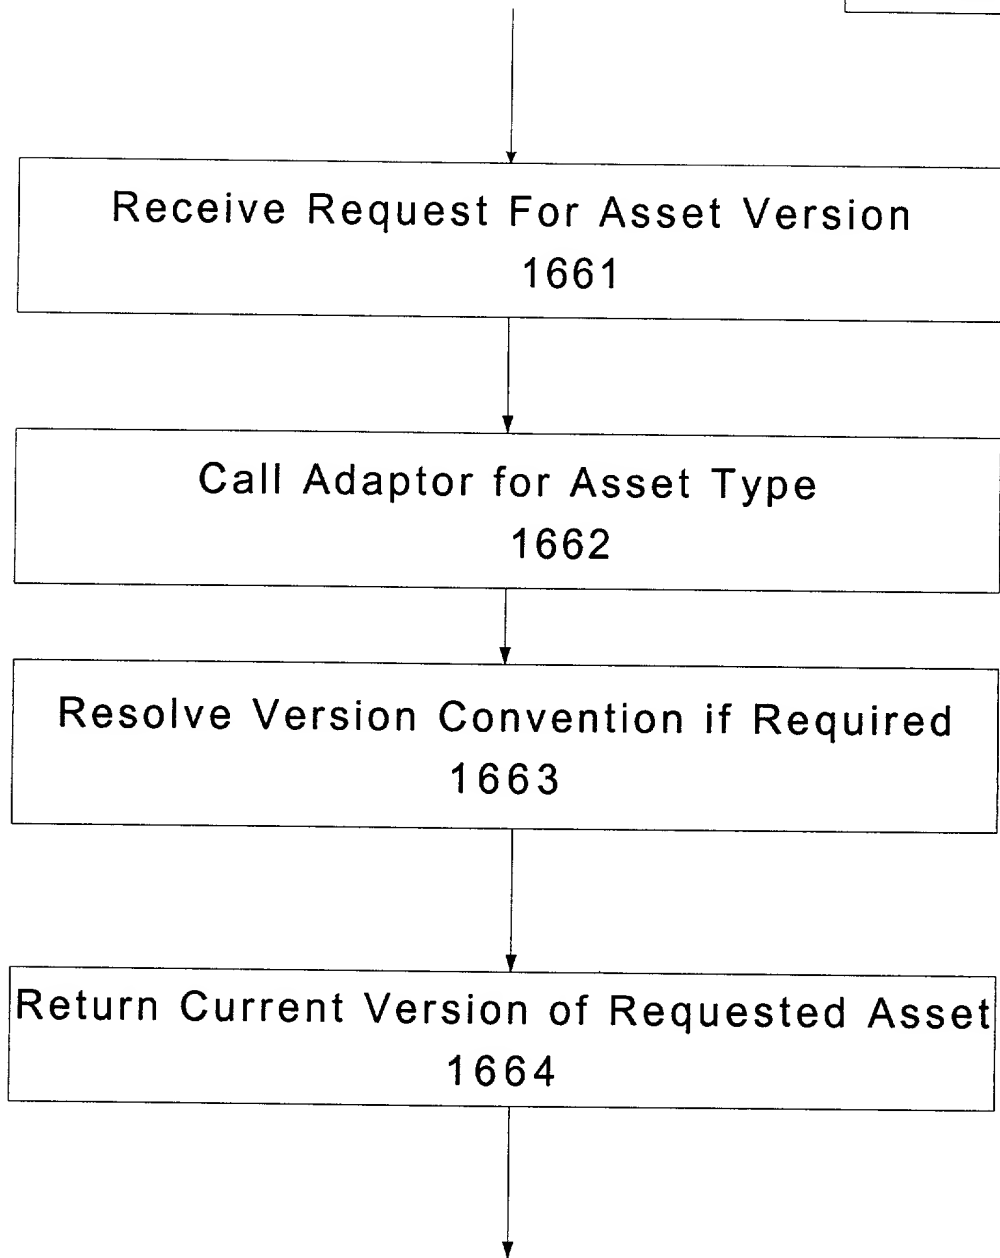 Receive Request For Asset Version
1661
Call Adaptor for Asset Type
1662
Resolve Version Convention if Required
1663
Return Current Version of Requested Asset
1664